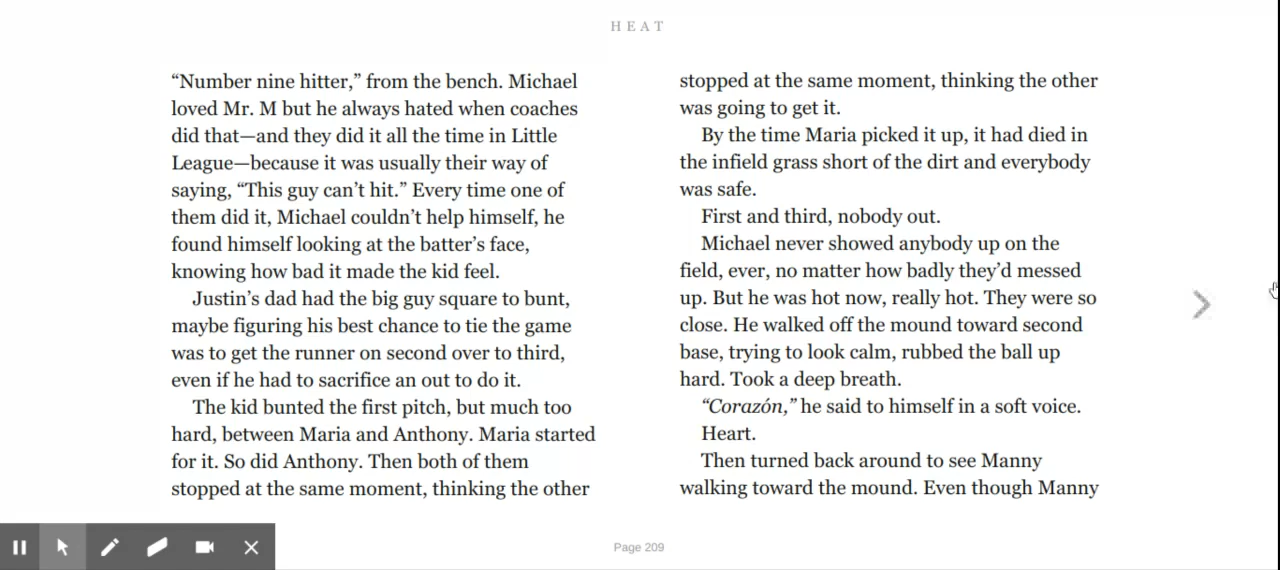 HEAT
“Number nine hitter,” from the bench. Michael
loved Mr. M but he always hated when coaches
did that—and they did it all the time in Little
League—because it was usually their way of
saying, “This guy can’t hit.” Every time one of
them did it, Michael couldn’t help himself, he
found himself looking at the batter’s face,
knowing how bad it made the kid feel.
Justin’s dad had the big guy square to bunt,
maybe figuring his best chance to tie the game
was to get the runner on second over to third,
even if he had to sacrifice an out to do it.
The kid bunted the first pitch, but much too
hard, between Maria and Anthony. Maria started
for it. So did Anthony. Then both of them
stopped at the same moment, thinking the other
stopped at the same moment, thinking the other
was going to get it.
By the time Maria picked it up, it had died in
the infield grass short of the dirt and everybody
was safe.
First and third, nobody out.
Michael never showed anybody up on the
field, ever, no matter how badly they’d messed
up. But he was hot now, really hot. They were so
close. He walked off the mound toward second
base, trying to look calm, rubbed the ball up
hard. Took a deep breath.
“Corazón,” he said to himself in a soft voice.
Heart.
Then turned back around to see Manny
walking toward the mound. Even though Manny
Page 209